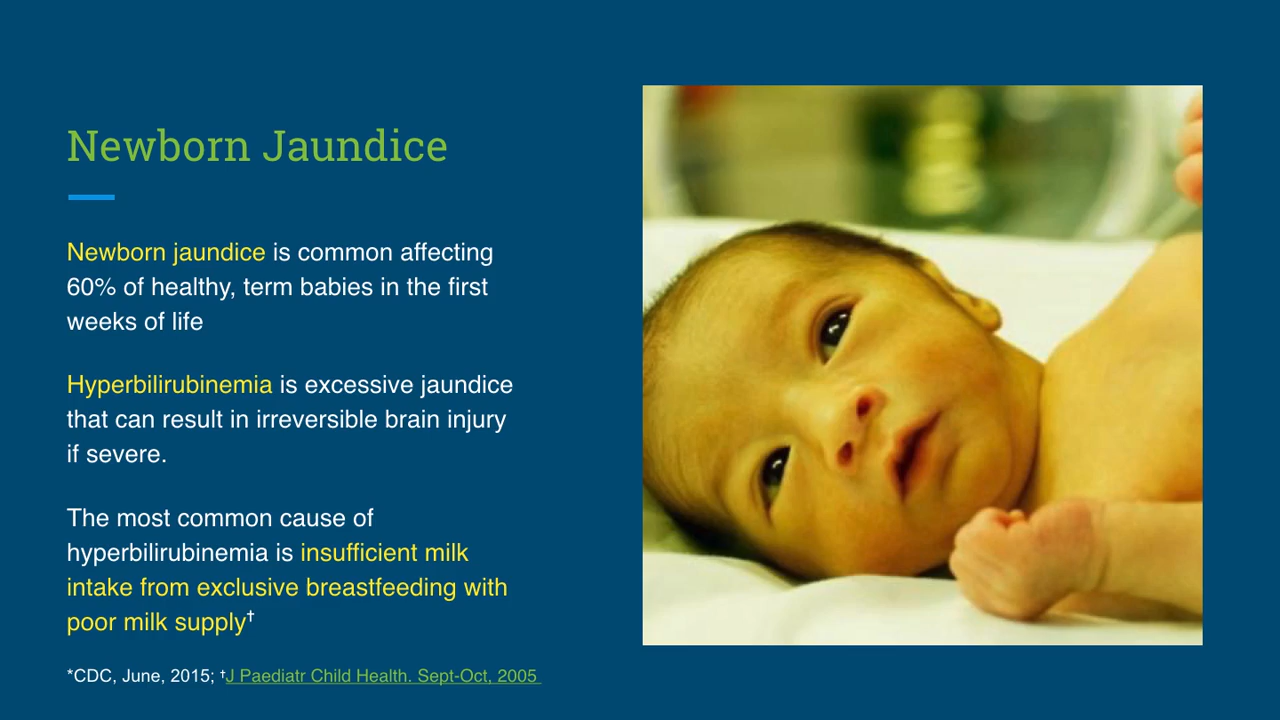 Newborn Jaundice
Newborn jaundice is common affecting
60% of healthy, term babies in the first
weeks of life
Hyperbilirubinemia is excessive jaundice
that can result in irreversible brain injury
if severe.
The most common cause of
hyperbilirubinemia is insufficient milk
intake from exclusive breastfeeding with
poor milk supply†
*CDC, June, 2015; †J Paediatr Child Health. Sept-Oct, 2005